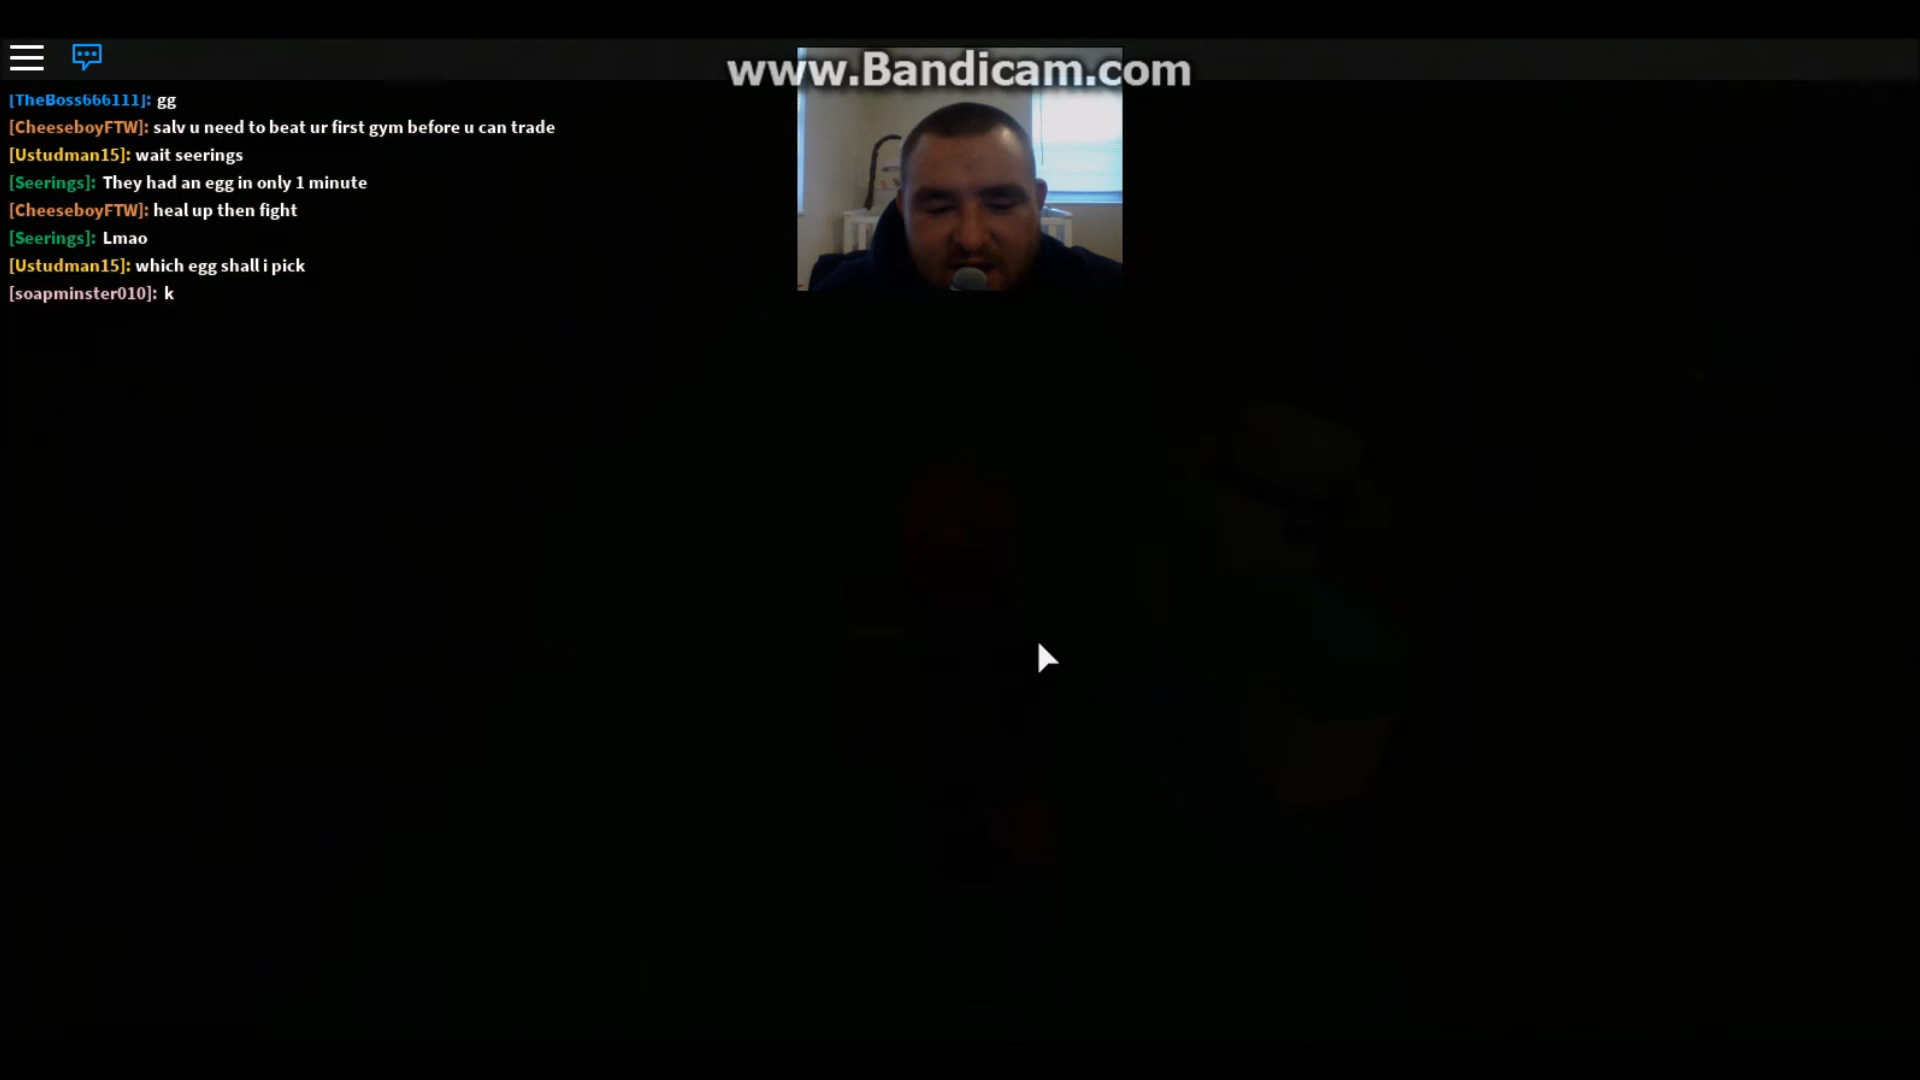 www.Bandicam.com
[TheBoss666111]: gg
[CheeseboyFTW]: salv u need to beat ur first gym before u can trade
[Ustudman15]: wait seerings
[Seerings]: They had an egg in only 1 minute
[CheeseboyFTW]: heal up then fight
[Seerings]: Lmao
[Ustudman15]: which egg shall i pick
[soapminster010]: k